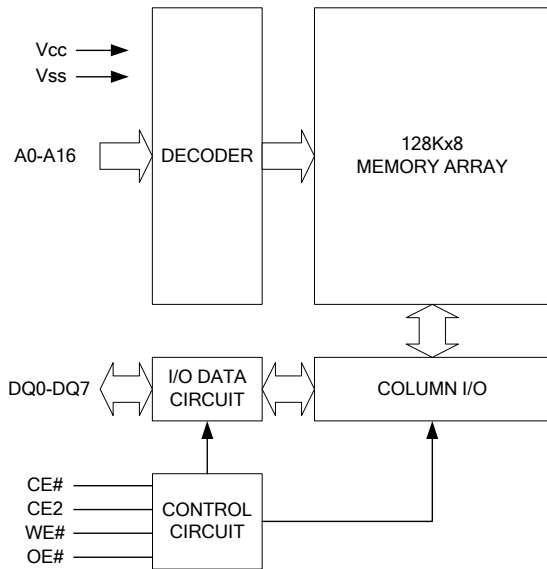 Vcc
Vss
A0-A16
DECODER
128Kx8
MEMORY ARRAY
DQ0-DQ7
I/O DATA
CIRCUIT
COLUMN I/O
CE#
CE2
WE#
OE#
CONTROL
CIRCUIT